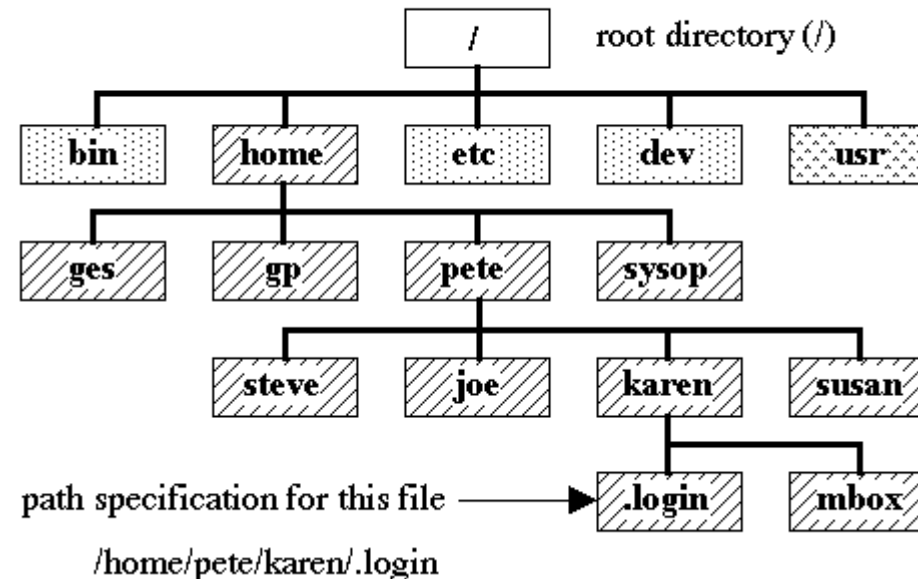 / root directory (/)
bin home etc dev usr
ges gp pete sysop
steve joe karen susan
path specification for this file .login mbox
/home/pete/karen/.login